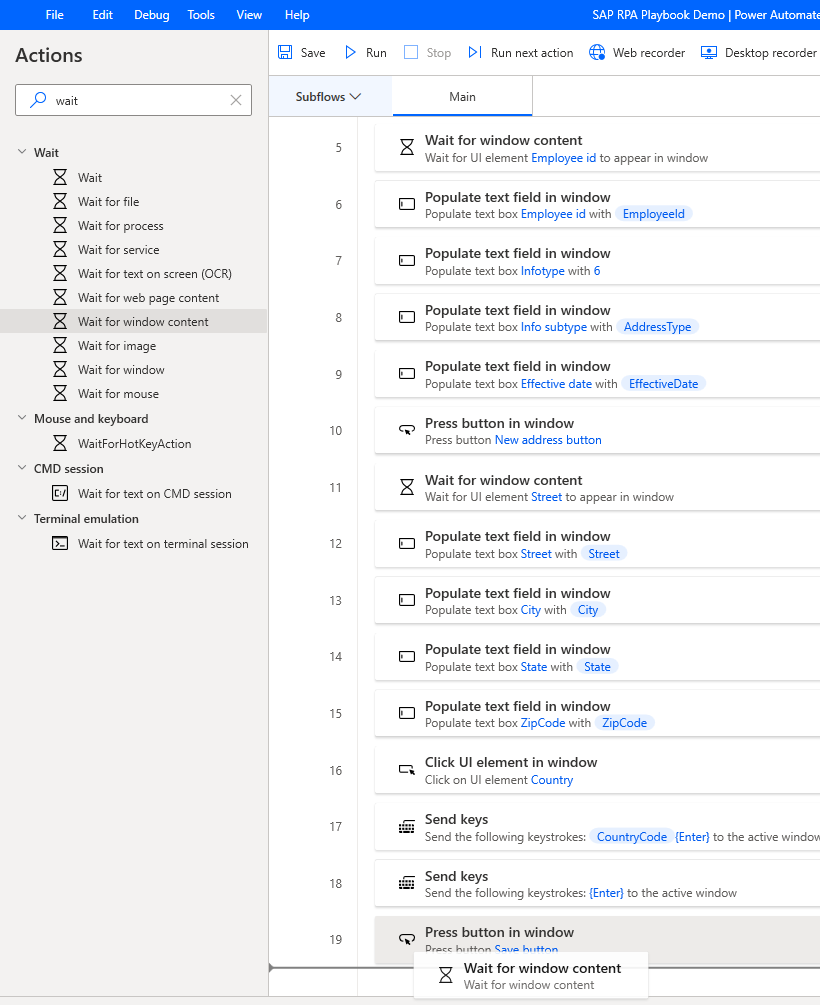 File Edit Debug Tools View Help SAP RPA Playbook Demo | Power Automate
Actions
Save Run Stop Run next action Web recorder Desktop recorder
wait
Subflows Main
Wait
Wait
Wait for file
Wait for process
Wait for service
Wait for text on screen (OCR)
Wait for web page content
Wait for window content
Wait for image
Wait for window
Wait for mouse
Mouse and keyboard
WaitForHotKeyAction
CMD session
Wait for text on CMD session
Terminal emulation
Wait for text on terminal session
5 Wait for window content
Wait for UI element Employee id to appear in window
6 Populate text field in window
Populate text box Employee id with EmployeeId
7 Populate text field in window
Populate text box Infotype with 6
8 Populate text field in window
Populate text box Info subtype with AddressType
9 Populate text field in window
Populate text box Effective date with EffectiveDate
10 Press button in window
Press button New address button
11 Wait for window content
Wait for UI element Street to appear in window
12 Populate text field in window
Populate text box Street with Street
13 Populate text field in window
Populate text box City with City
14 Populate text field in window
Populate text box State with State
15 Populate text field in window
Populate text box ZipCode with ZipCode
16 Click UI element in window
Click on UI element Country
17 Send keys
Send the following keystrokes: CountryCode {Enter} to the active window
18 Send keys
Send the following keystrokes: {Enter} to the active window
19 Press button in window
Press button Save button
Wait for window content
Wait for window content